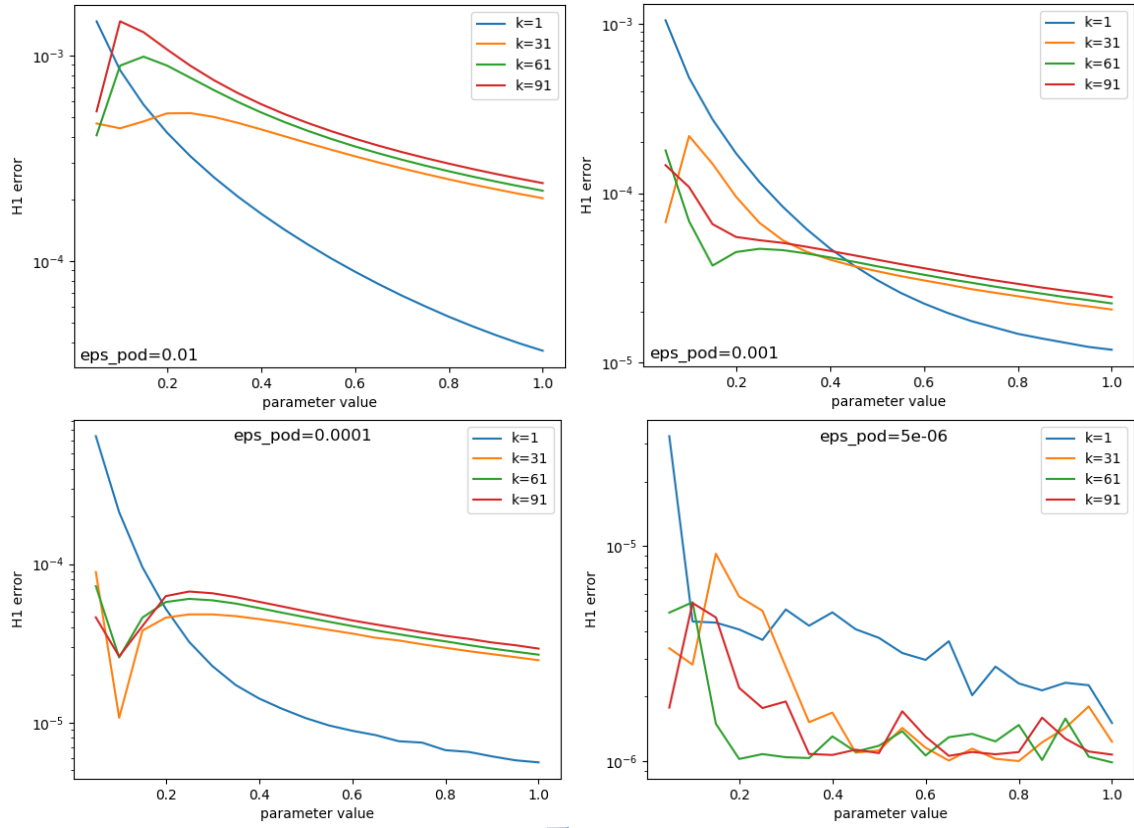 10⁻³
10⁻⁴
H1 error
k=1
k=31
k=61
k=91
eps_pod=0.01
0.2 0.4 0.6 0.8 1.0
parameter value
10⁻³
10⁻⁴
10⁻⁵
H1 error
k=1
k=31
k=61
k=91
eps_pod=0.001
0.2 0.4 0.6 0.8 1.0
parameter value
eps_pod=0.0001
10⁻⁴
10⁻⁵
H1 error
k=1
k=31
k=61
k=91
0.2 0.4 0.6 0.8 1.0
parameter value
eps_pod=5e-06
10⁻⁵
10⁻⁶
H1 error
k=1
k=31
k=61
k=91
0.2 0.4 0.6 0.8 1.0
parameter value